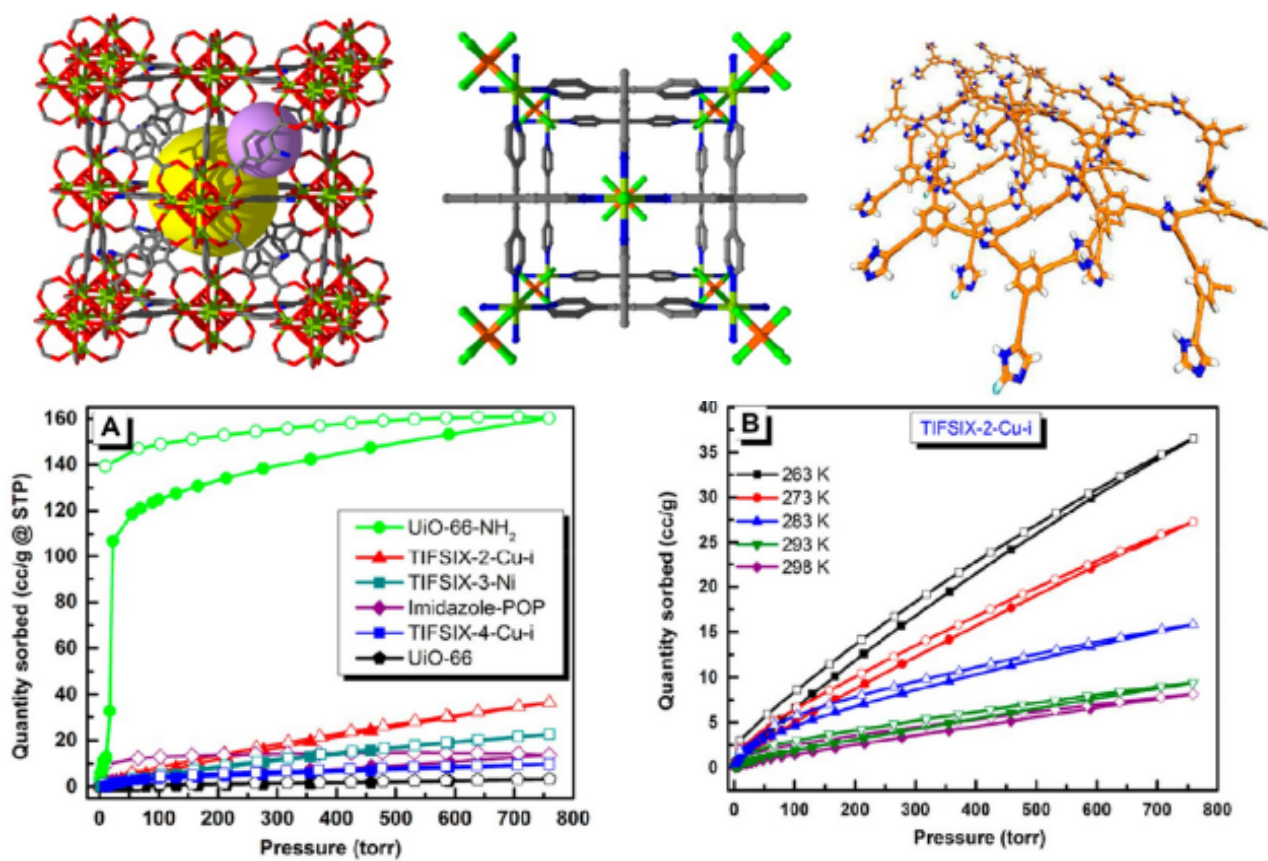 A
160
140
120
100
80
60
40
20
0
Quantity sorbed (cc/g @ STP)
UiO-66-NH2
TIFSIX-2-Cu-i
TIFSIX-3-Ni
Imidazole-POP
TIFSIX-4-Cu-i
UiO-66
0 100 200 300 400 500 600 700 800
Pressure (torr)
B
TIFSIX-2-Cu-i
40
35
30
25
20
15
10
5
0
Quantity sorbed (cc/g)
263 K
273 K
283 K
293 K
298 K
0 100 200 300 400 500 600 700 800
Pressure (torr)